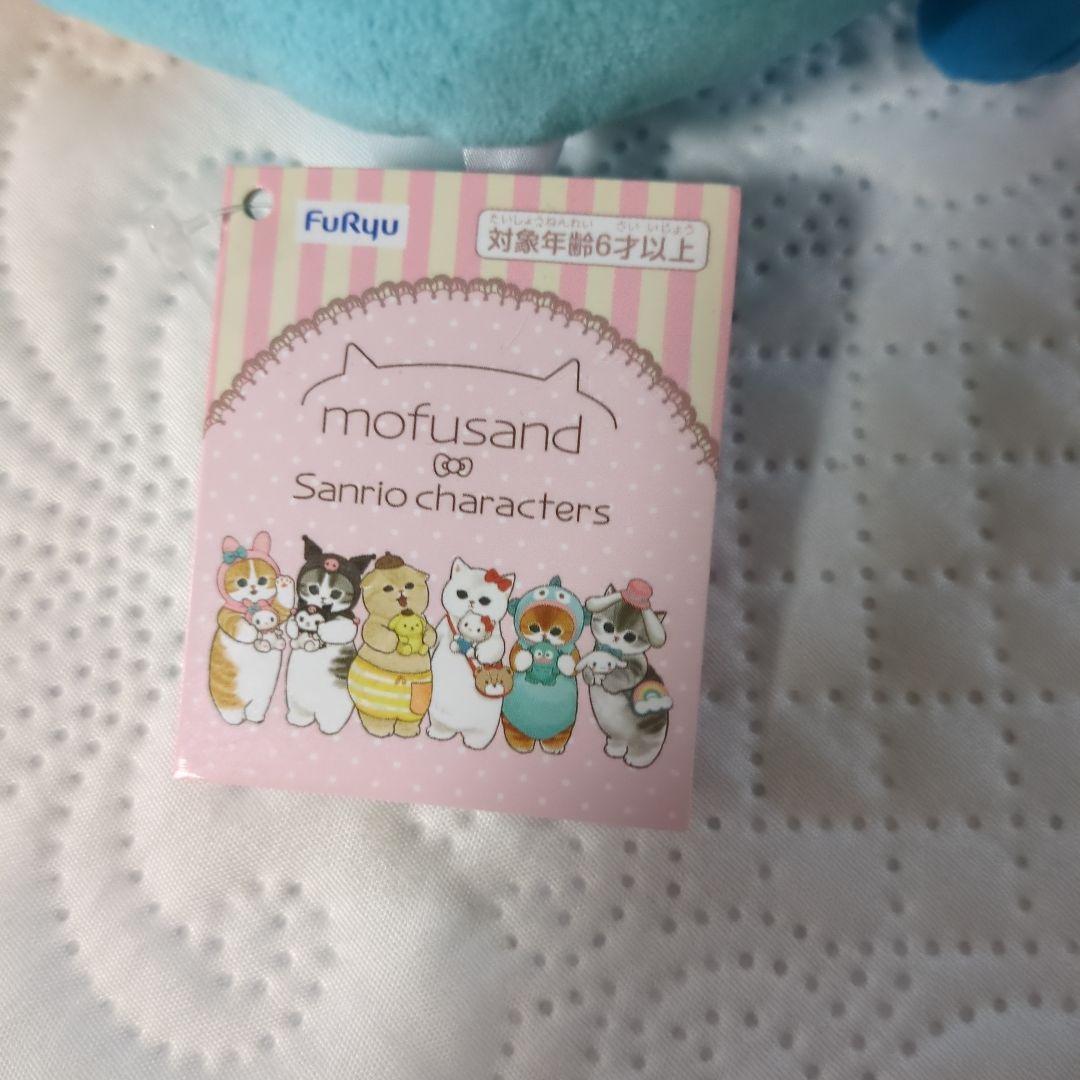 FuRyu
たいしょうねんれい さい いじょう
対象年齢6才以上
mofusand
Sanrio characters